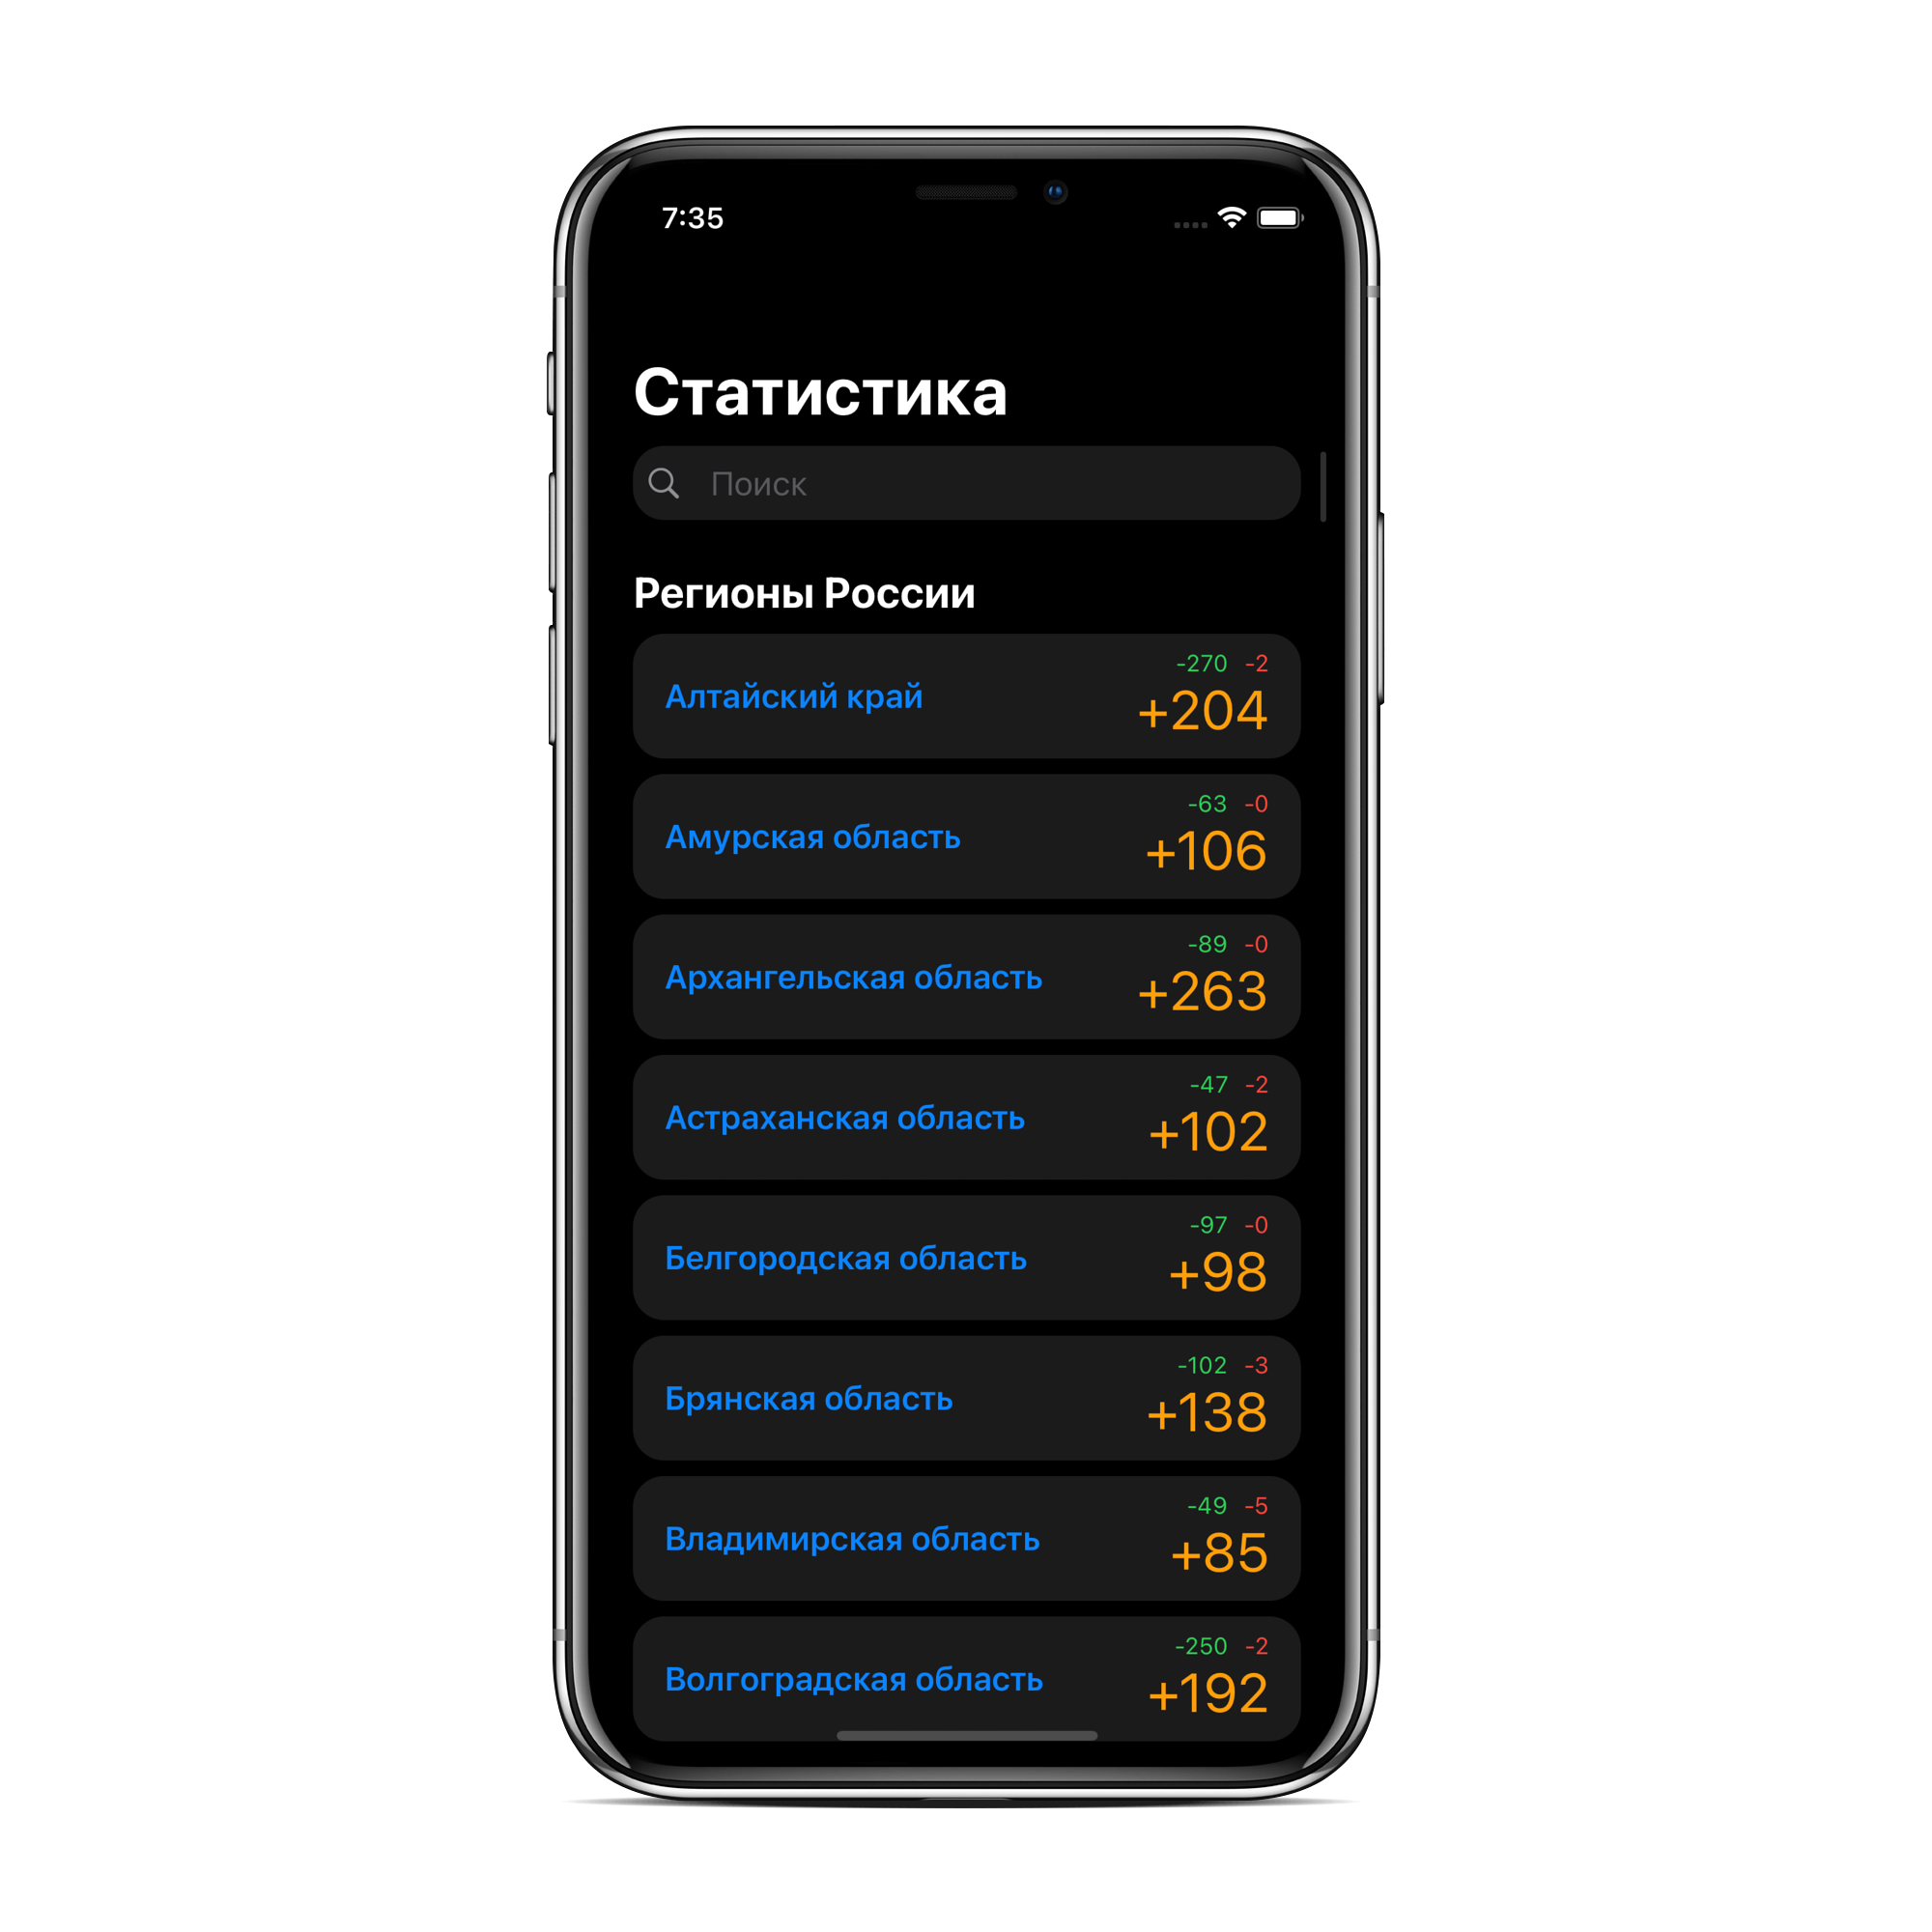 7:35
Статистика
Поиск
Регионы России
-270 -2
Алтайский край
+204
-63 -0
Амурская область
+106
-89 -0
Архангельская область
+263
-47 -2
Астраханская область
+102
-97 -0
Белгородская область
+98
-102 -3
Брянская область
+138
-49 -5
Владимирская область
+85
-250 -2
Волгоградская область
+192